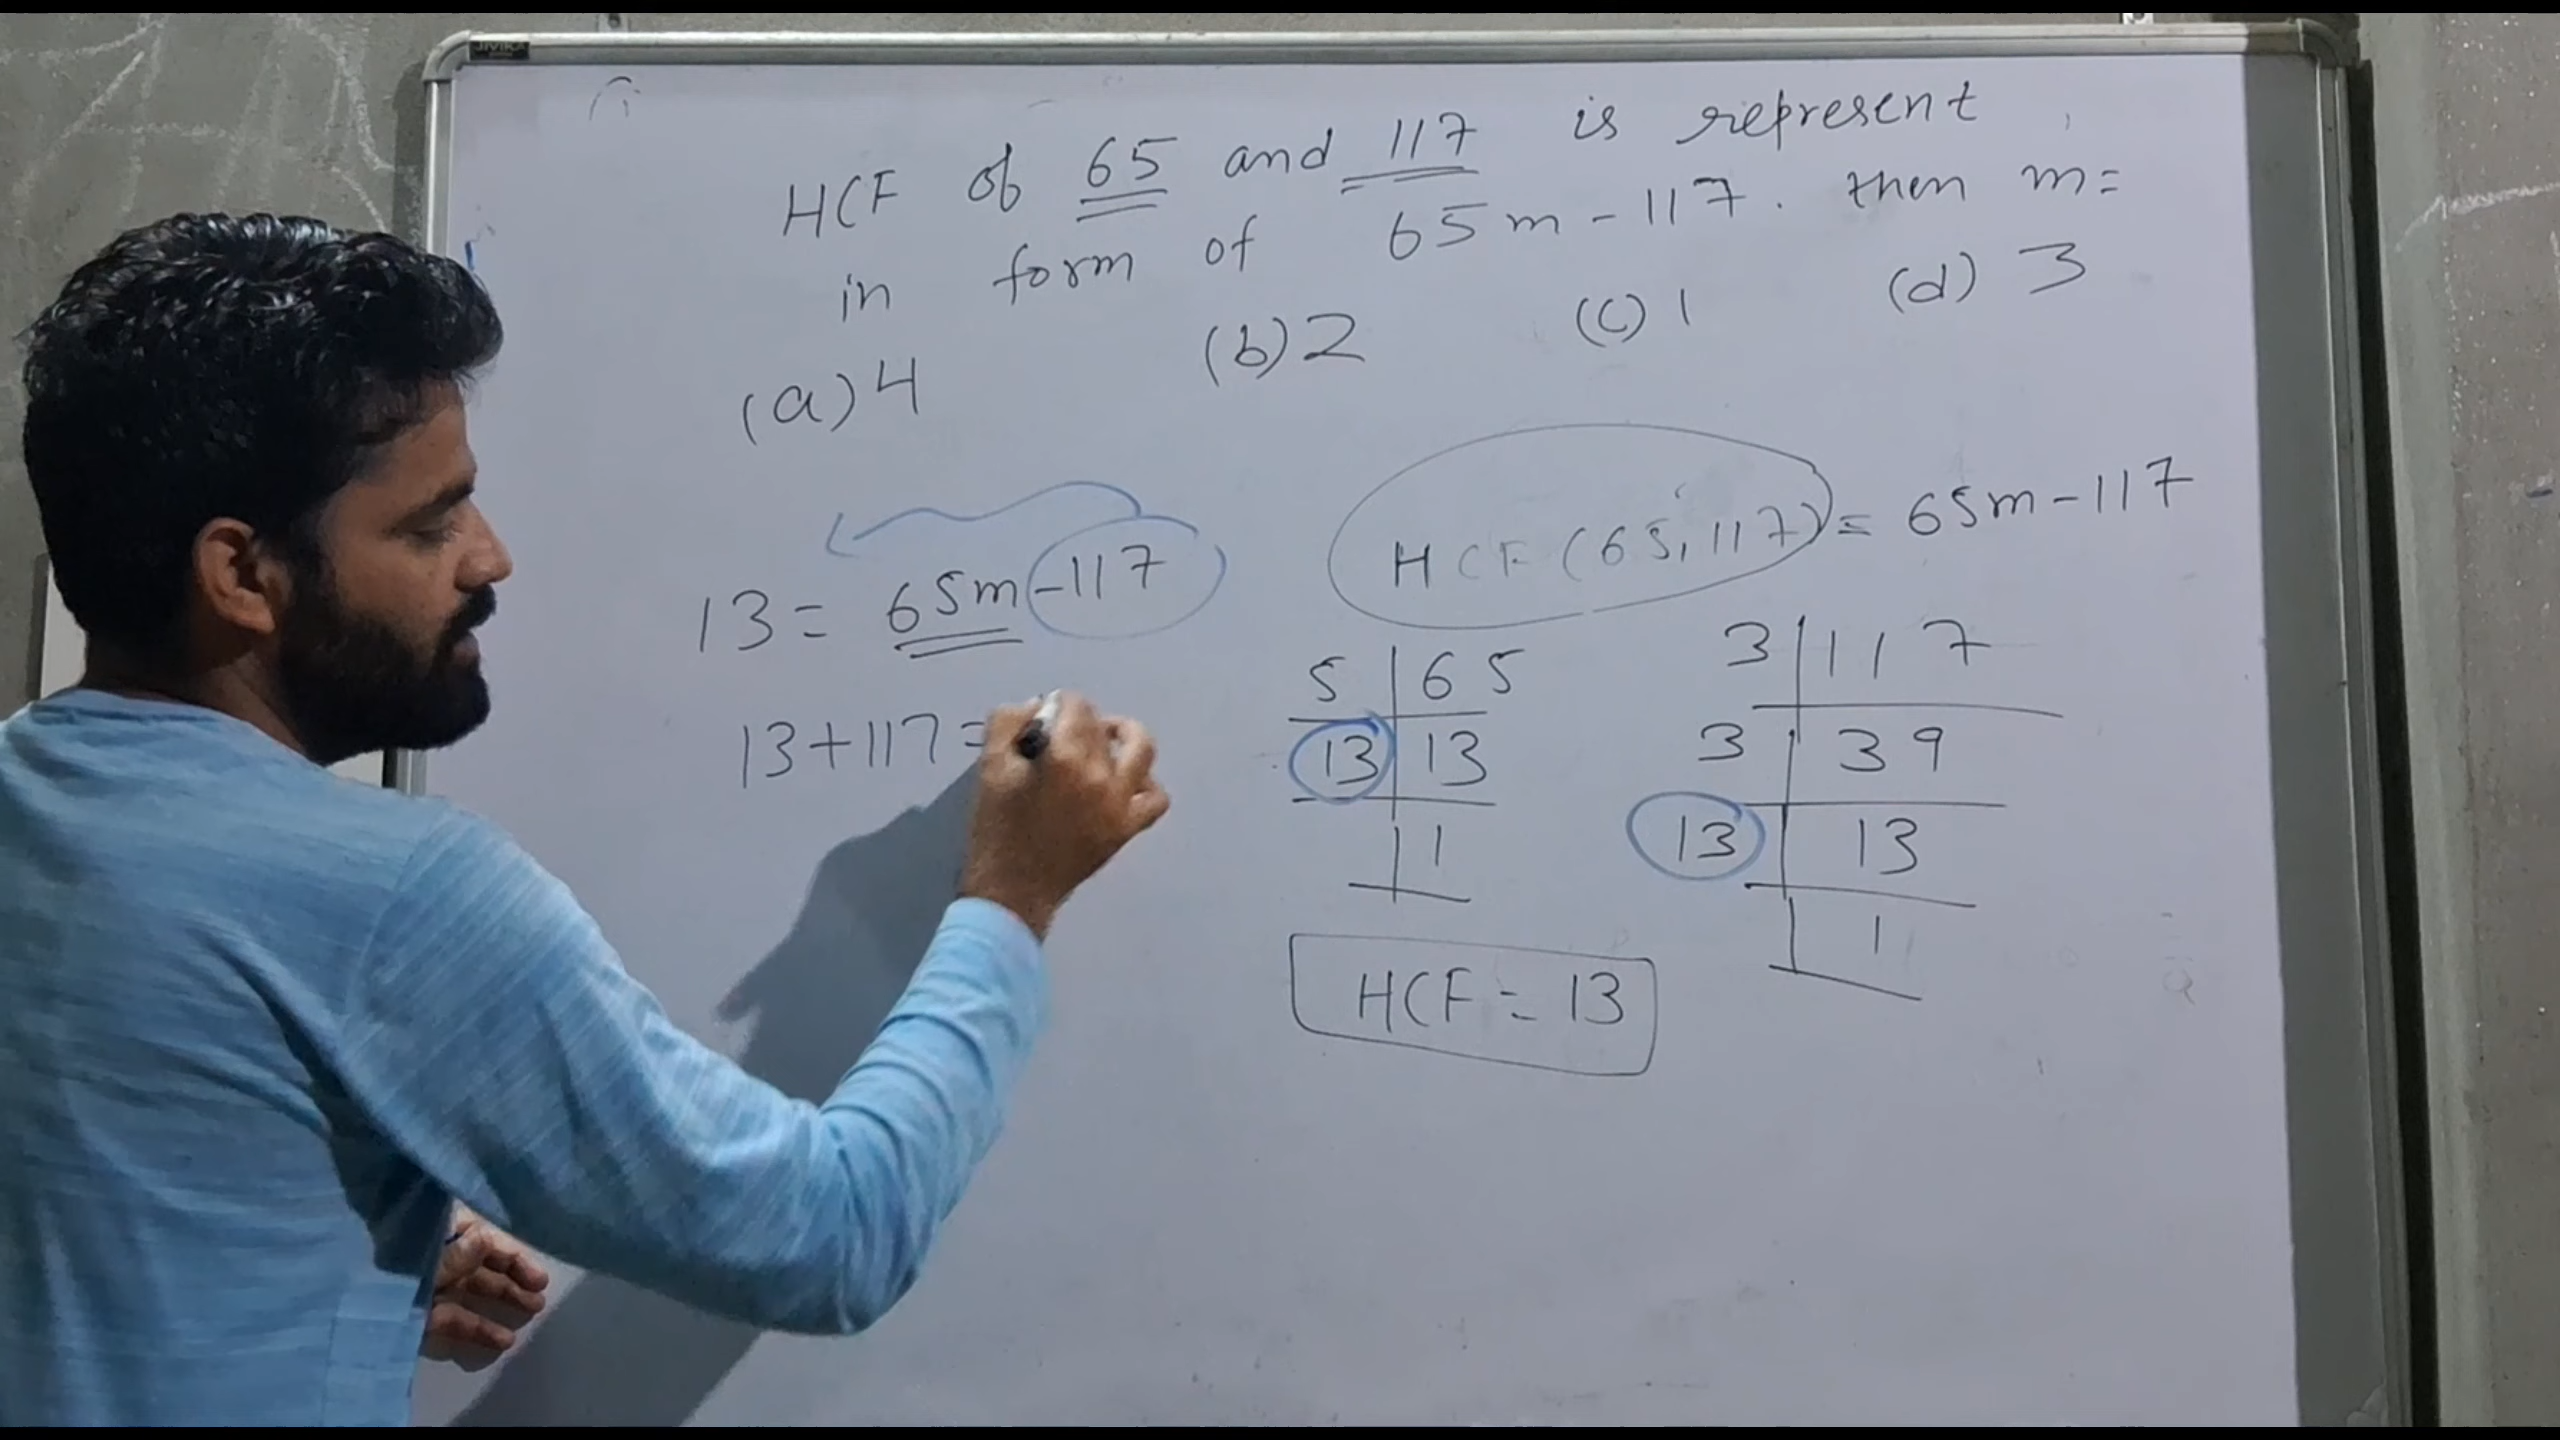 JIVIKA
HCF of 65 and 117 is represent
in form of 65m - 117. then m=
(a) 4 (b) 2 (c) 1 (d) 3
HCF (65, 117) = 65m - 117
13 = 65m - 117
13 + 117 =
5 | 65
13 | 13
| 1
3 | 117
3 | 39
13 | 13
| 1
HCF = 13